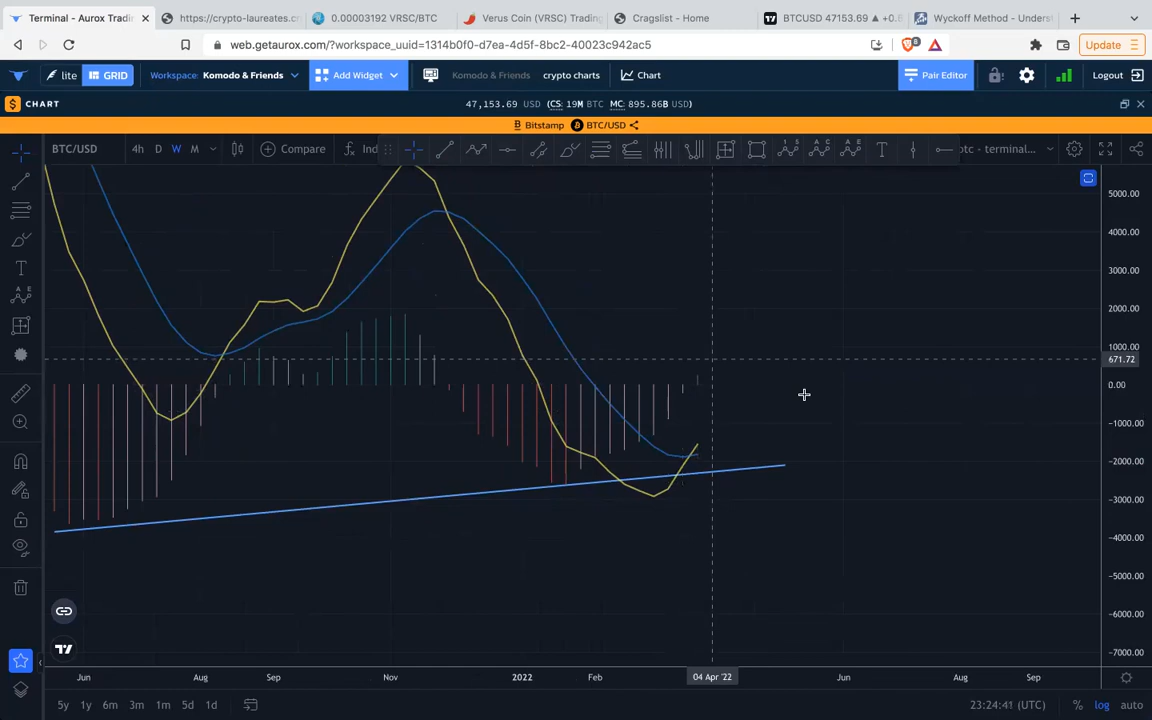 Terminal - Aurox Tradi
https://crypto-laureates.cr
0.00003192 VRSC/BTC
Verus Coin (VRSC) Trading
Cragslist - Home
BTCUSD 47153.69 ▲ +0.5
Wyckoff Method - Underst
web.getaurox.com/?workspace_uuid=1314b0f0-d7ea-4d5f-8bc2-40023c942ac5
8
Update
lite
GRID
Workspace: Komodo & Friends
Add Widget
Komodo & Friends
crypto charts
Chart
Pair Editor
Logout
$ CHART
47,153.69 USD (CS: 19M BTC MC: 895.86B USD)
Bitstamp BTC/USD
BTC/USD
4h D W M
Compare
Ind
btc - terminal...
5000.00
4000.00
3000.00
2000.00
1000.00
671.72
0.00
-1000.00
-2000.00
-3000.00
-4000.00
-5000.00
-6000.00
-7000.00
Jun Aug Sep Nov 2022 Feb 04 Apr '22 Jun Aug Sep
5y 1y 6m 3m 1m 5d 1d
23:24:41 (UTC) % log auto